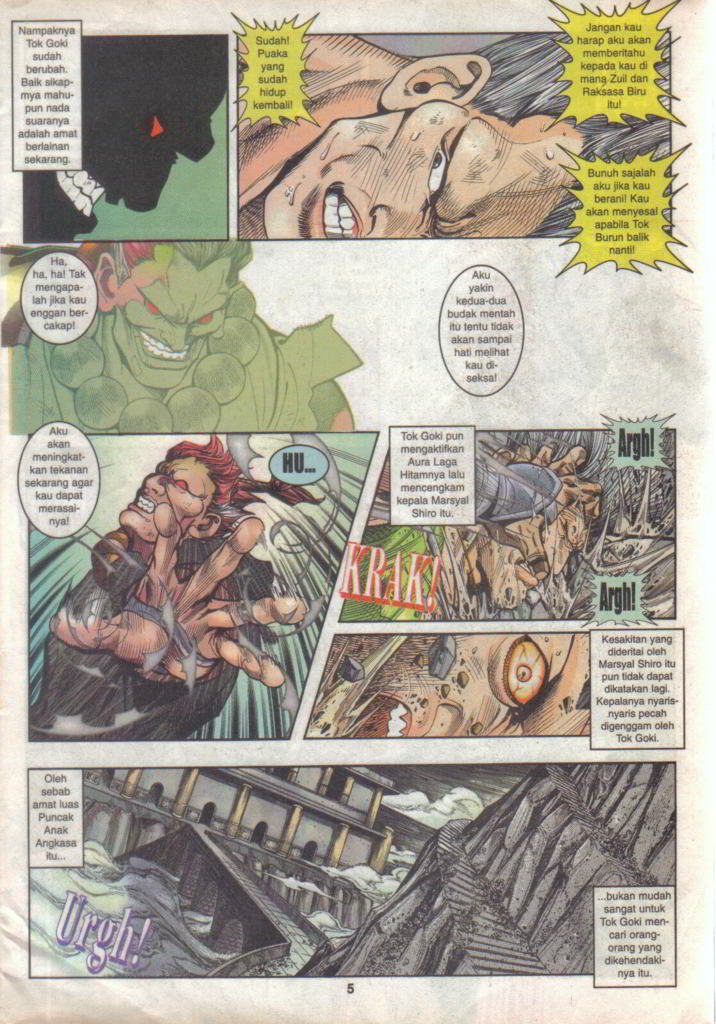 Nampaknya
Tok Goki
sudah
berubah.
Baik sikap-
mya mahu-
pun nada
suaranya
adalah amat
berlainan
sekarang.
Sudah!
Puaka
yang
sudah
hidup
kembali!
Jangan kau
harap aku akan
memberitahu
kepada kau di
mana Zuil dan
Raksasa Biru
itu!
Bunuh sajalah
aku jika kau
berani! Kau
akan menyesal
apabila Tok
Burun balik
nanti!
Ha,
ha, ha! Tak
mengapa-
lah jika kau
enggan ber-
cakap!
Aku
yakin
kedua-dua
budak mentah
itu tentu tidak
akan sampai
hati melihat
kau di-
seksa!
Aku
akan
meningkat-
kan tekanan
sekarang agar
kau dapat
merasai-
nya!
HU...
Tok Goki pun
mengaktifkan
Aura Laga
Hitamnya lalu
mencengkam
kepala Marsyal
Shiro itu.
Argh!
KRAK!
Argh!
Kesakitan yang
dideritai oleh
Marsyal Shiro itu
pun tidak dapat
dikatakan lagi.
Kepalanya nyaris-
nyaris pecah
digenggam oleh
Tok Goki.
Oleh
sebab
amat luas
Puncak
Anak
Angkasa
itu...
Urgh!
...bukan mudah
sangat untuk
Tok Goki men-
cari orang-
orang yang
dikehendaki-
nya itu.
5